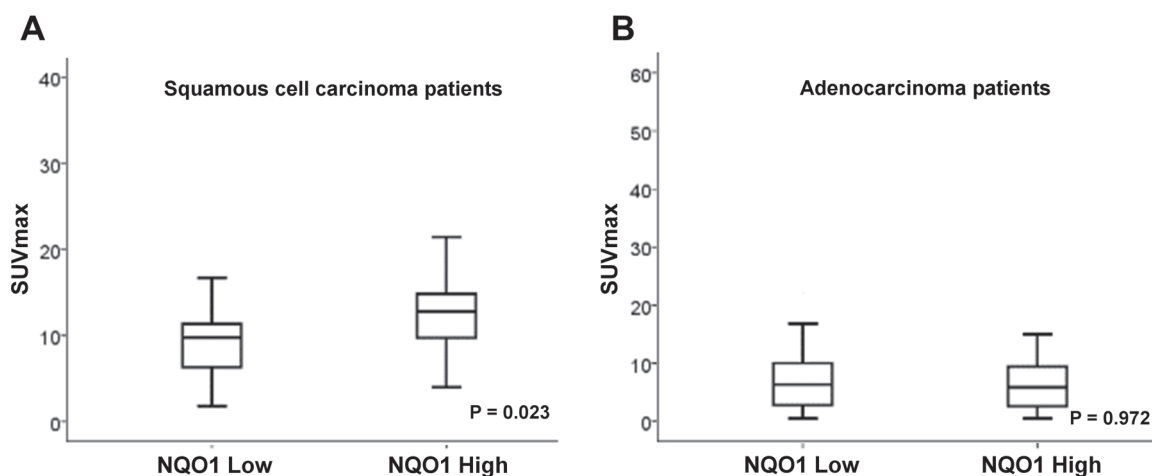 A
Squamous cell carcinoma patients
SUVmax
40
30
20
10
0
P = 0.023
NQO1 Low
NQO1 High
B
Adenocarcinoma patients
SUVmax
60
50
40
30
20
10
0
P = 0.972
NQO1 Low
NQO1 High